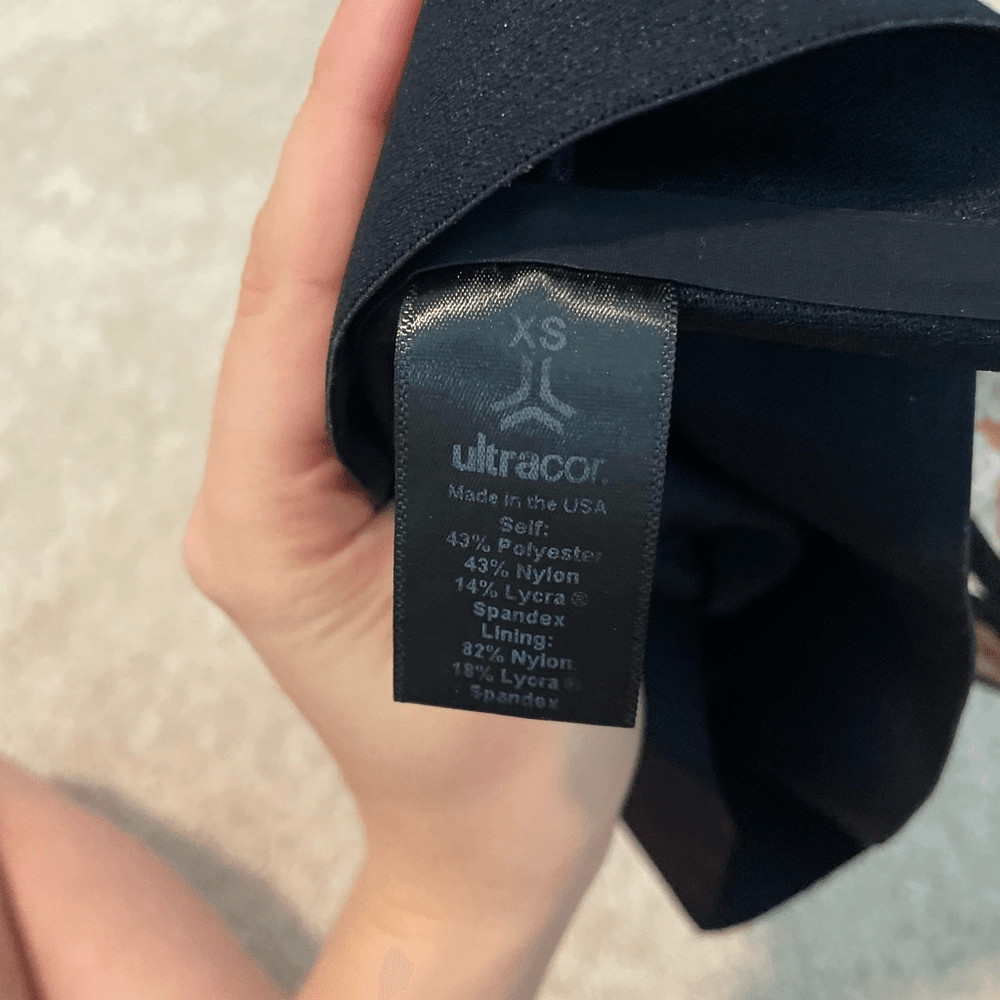 XS
ultracor.
Made in the USA
Self:
43% Polyester
43% Nylon
14% Lycra ®
Spandex
Lining:
82% Nylon
18% Lycra ®
Spandex